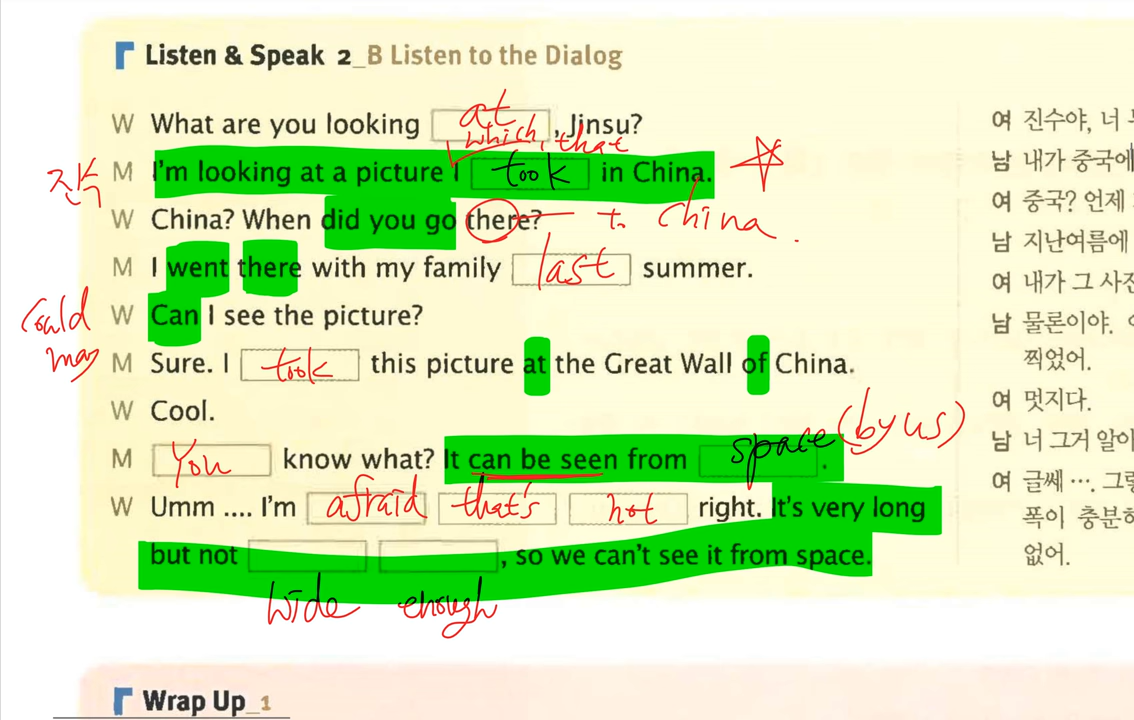 Listen & Speak 2_B Listen to the Dialog
W What are you looking at, Jinsu?
which, that
진수 M I'm looking at a picture I took in China.
W China? When did you go there? to China.
M I went there with my family last summer.
could W Can I see the picture?
may M Sure. I took this picture at the Great Wall of China.
W Cool.
M You know what? It can be seen from space (by us).
W Umm .... I'm afraid that's not right. It's very long
but not , so we can't see it from space.
wide enough
여 진수야, 너
남 내가 중국에
여 중국? 언제
남 지난여름에
여 내가 그 사진
남 물론이야.
찍었어.
여 멋지다.
남 너 그거 알아
여 글쎄 ….
폭이 충분히
없어.
Wrap Up_1